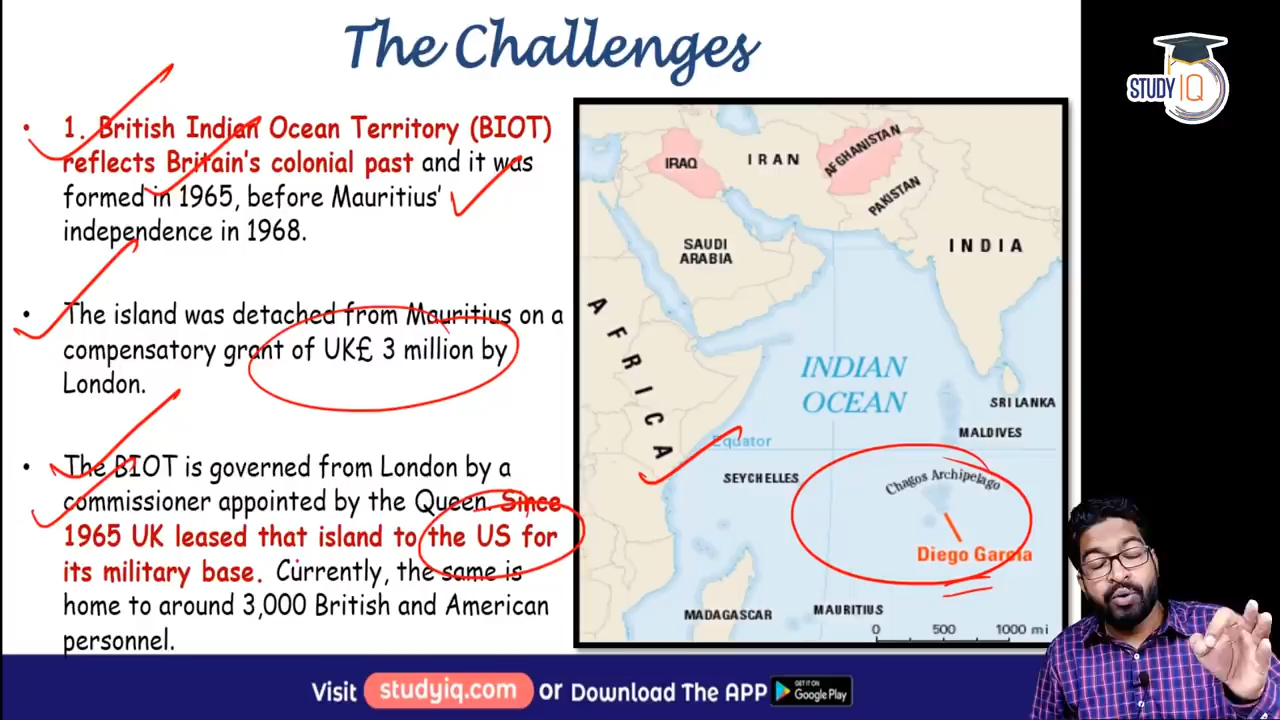 The Challenges
STUDY IQ
• 1. British Indian Ocean Territory (BIOT)
reflects Britain's colonial past and it was
formed in 1965, before Mauritius'
independence in 1968.
• The island was detached from Mauritius on a
compensatory grant of UK£ 3 million by
London.
• The BIOT is governed from London by a
commissioner appointed by the Queen. Since
1965 UK leased that island to the US for
its military base. Currently, the same is
home to around 3,000 British and American
personnel.
IRAQ
IRAN
AFGHANISTAN
PAKISTAN
SAUDI
ARABIA
INDIA
AFRICA
INDIAN
OCEAN
SRI LANKA
MALDIVES
Equator
SEYCHELLES
Chagos Archipelago
Diego Garcia
MADAGASCAR
MAURITIUS
0 500 1000 mi
Visit studyiq.com or Download The APP GET IT ON Google Play